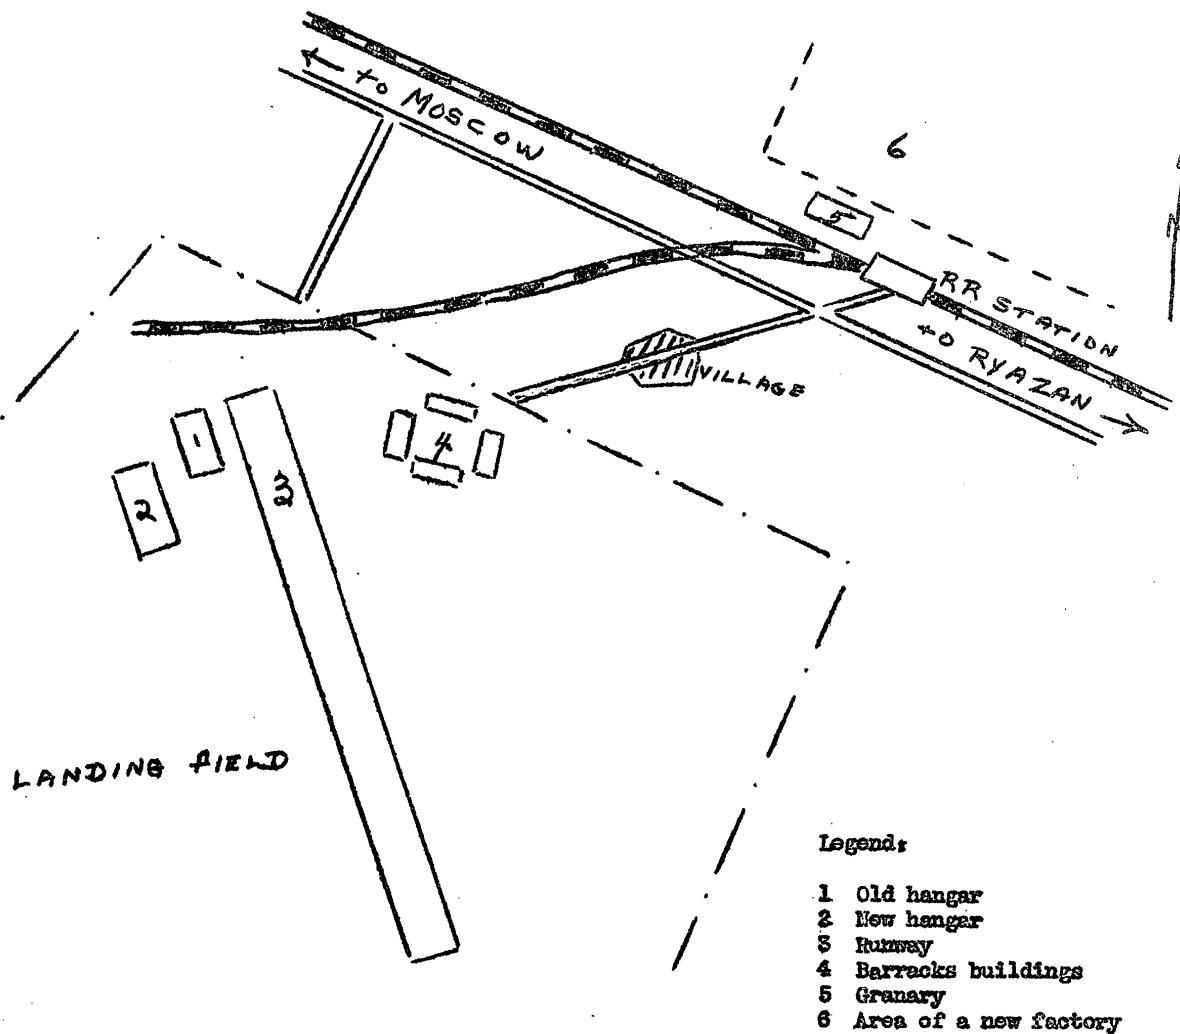 ← to MOSCOW
6
5
RR STATION
to RYAZAN →
VILLAGE
1
4
3
2
LANDING FIELD
Legend:
1 Old hangar
2 New hangar
3 Runway
4 Barracks buildings
5 Granary
6 Area of a new factory